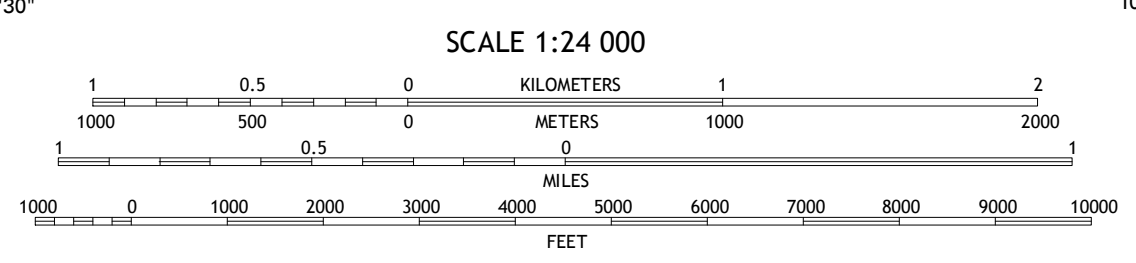 '30"
10
SCALE 1:24 000
1 0.5 0 KILOMETERS 1 2
1000 500 0 METERS 1000 2000
1 0.5 0 1
MILES
1000 0 1000 2000 3000 4000 5000 6000 7000 8000 9000 10000
FEET